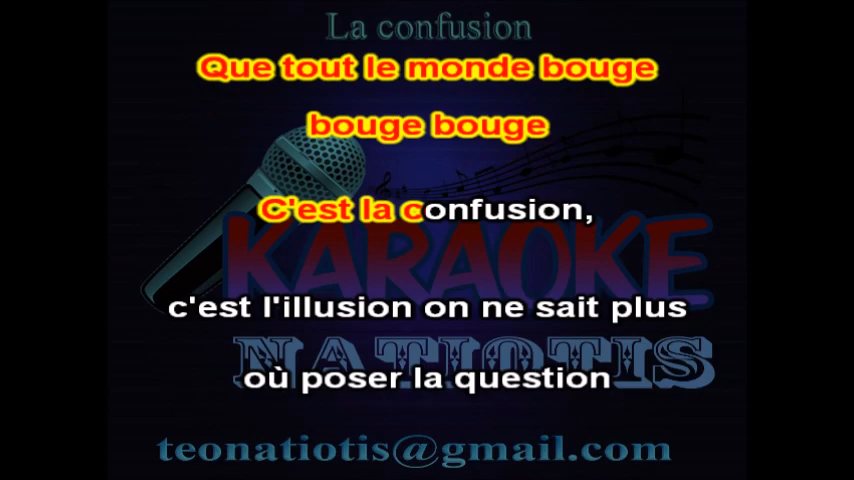 La confusion
Que tout le monde bouge
bouge bouge
C'est la confusion,
KARAOKE
c'est l'illusion on ne sait plus
NATIOTIS
où poser la question
teonatiotis@gmail.com